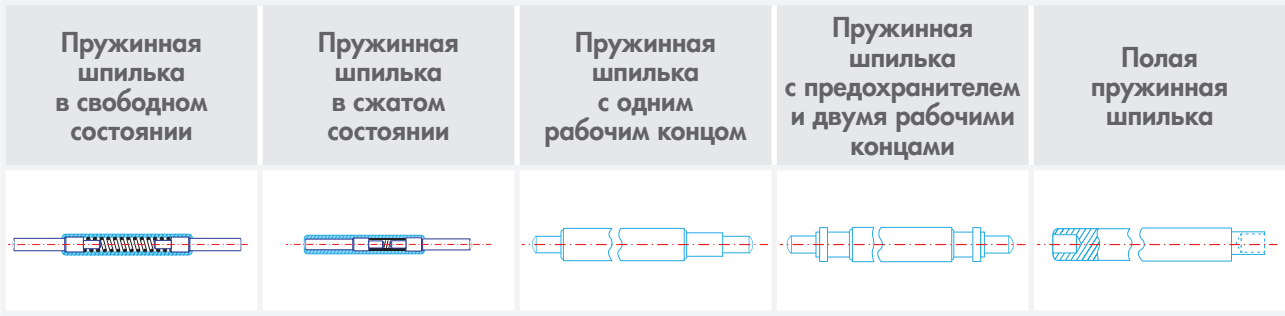 Пружинная
шпилька
в свободном
состоянии
Пружинная
шпилька
в сжатом
состоянии
Пружинная
шпилька
с одним
рабочим концом
Пружинная
шпилька
с предохранителем
и двумя рабочими
концами
Полая
пружинная
шпилька